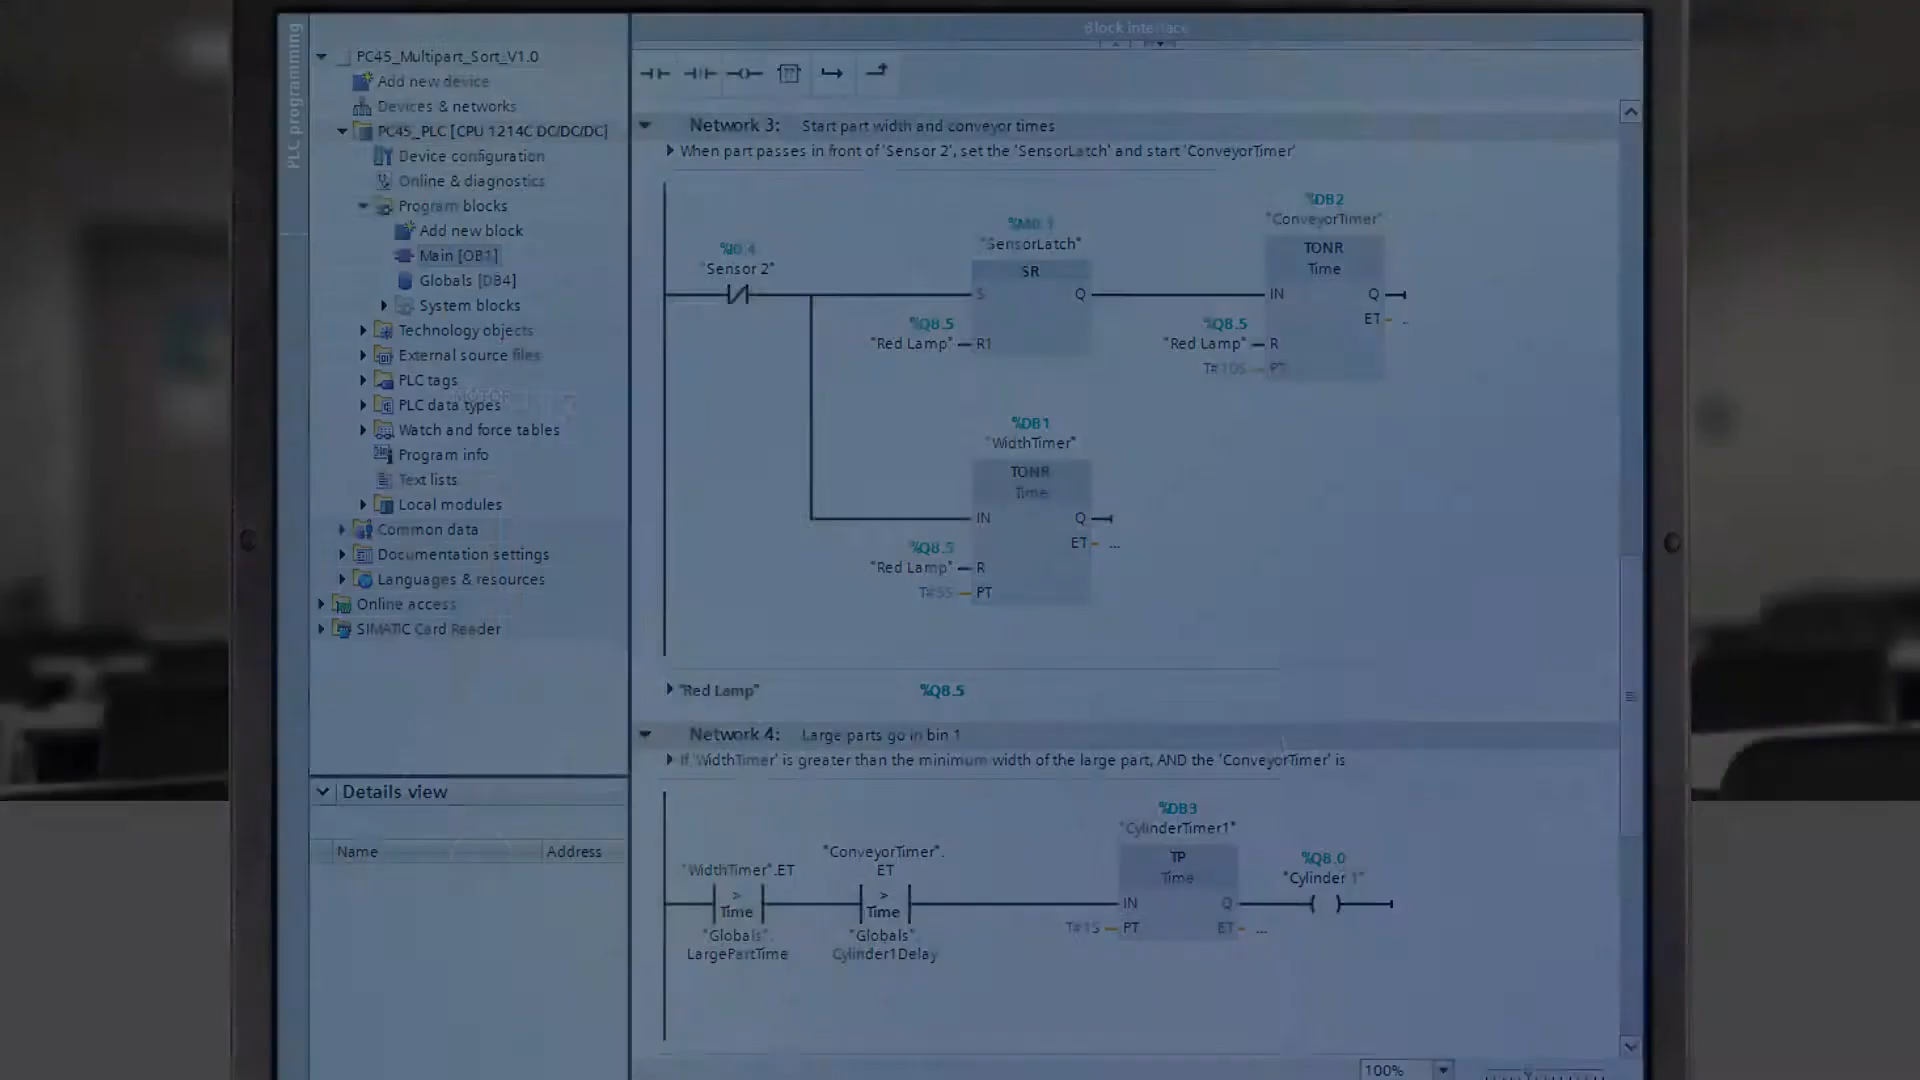 PLC programming
PC45_Multipart_Sort_V1.0
Add new device
Devices & networks
PC45_PLC [CPU 1214C DC/DC/DC]
Device configuration
Online & diagnostics
Program blocks
Add new block
Main [OB1]
Globals [DB4]
System blocks
Technology objects
External source files
PLC tags
MOTOR
PLC data types
Watch and force tables
Program info
Text lists
Local modules
Common data
Documentation settings
Languages & resources
Online access
SIMATIC Card Reader
Details view
Name
Address
Block interface
Network 3: Start part width and conveyor times
When part passes in front of 'Sensor 2', set the 'SensorLatch' and start 'ConveyorTimer'
%I0.4
"Sensor 2"
%M0.1
"SensorLatch"
SR
S Q
%Q8.5
"Red Lamp" R1
%DB2
"ConveyorTimer"
TONR
Time
IN Q
ET ...
%Q8.5
"Red Lamp" R
T#10S PT
%DB1
"WidthTimer"
TONR
Time
IN Q
ET ...
%Q8.5
"Red Lamp" R
T#5S PT
"Red Lamp" %Q8.5
Network 4: Large parts go in bin 1
If 'WidthTimer' is greater than the minimum width of the large part, AND the 'ConveyorTimer' is
"WidthTimer".ET
>
Time
"Globals".
LargePartTime
"ConveyorTimer".
ET
>
Time
"Globals".
Cylinder1Delay
%DB3
"CylinderTimer1"
TP
Time
IN Q
T#1S PT ET ...
%Q8.0
"Cylinder 1"
100%